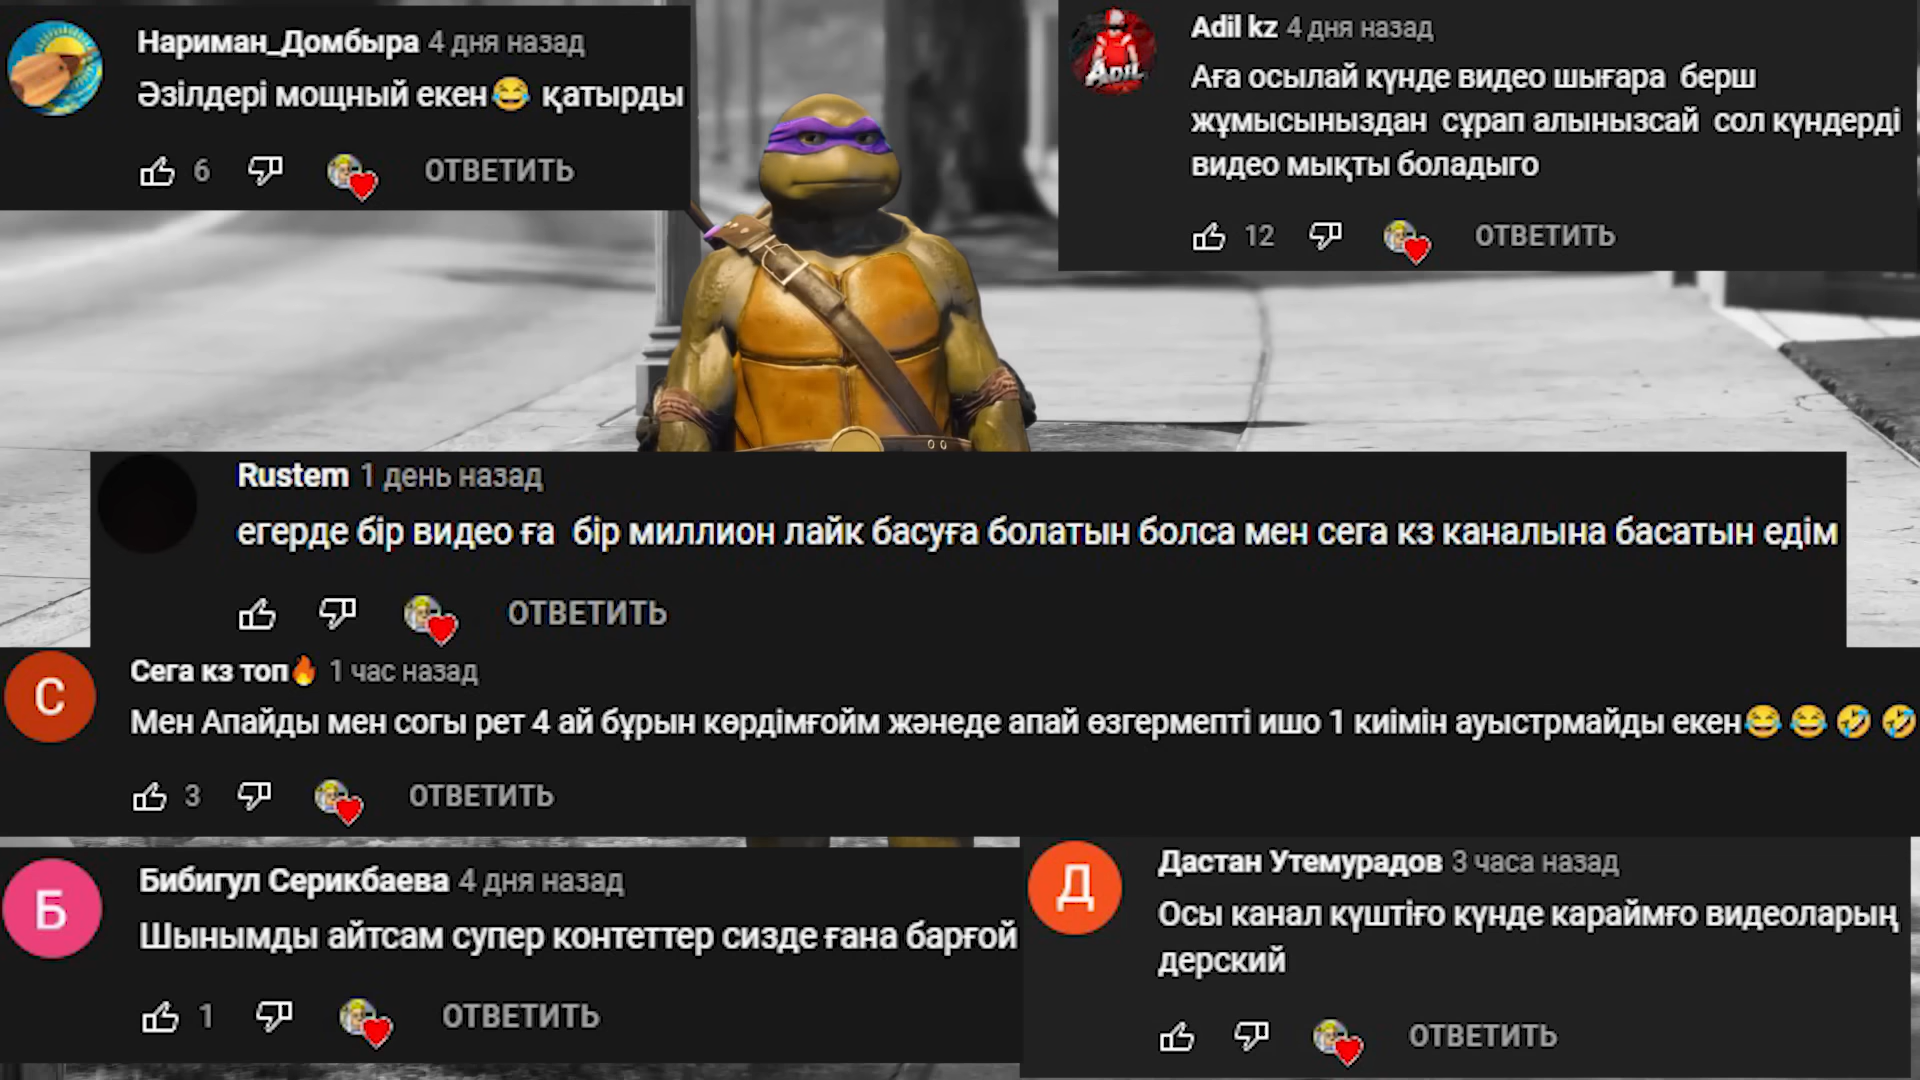 Нариман_Домбыра 4 дня назад
Әзілдері мощный екен😂 қатырды
6 ОТВЕТИТЬ
Adil kz 4 дня назад
Аға осылай күнде видео шығара берш
жұмысыныздан сұрап алынызсай сол күндерді
видео мықты боладыго
12 ОТВЕТИТЬ
ADIL
Rustem 1 день назад
егерде бір видео ға бір миллион лайк басуға болатын болса мен сега кз каналына басатын едім
ОТВЕТИТЬ
С
Сега кз топ🔥 1 час назад
Мен Апайды мен согы рет 4 ай бұрын көрдімғойм жәнеде апай өзгермепті ишо 1 киімін ауыстрмайды екен😂😂🤣🤣
3 ОТВЕТИТЬ
Б
Бибигул Серикбаева 4 дня назад
Шынымды айтсам супер контеттер сизде ғана барғой
1 ОТВЕТИТЬ
Д
Дастан Утемурадов 3 часа назад
Осы канал күштіғо күнде караймғо видеоларың
дерский
ОТВЕТИТЬ